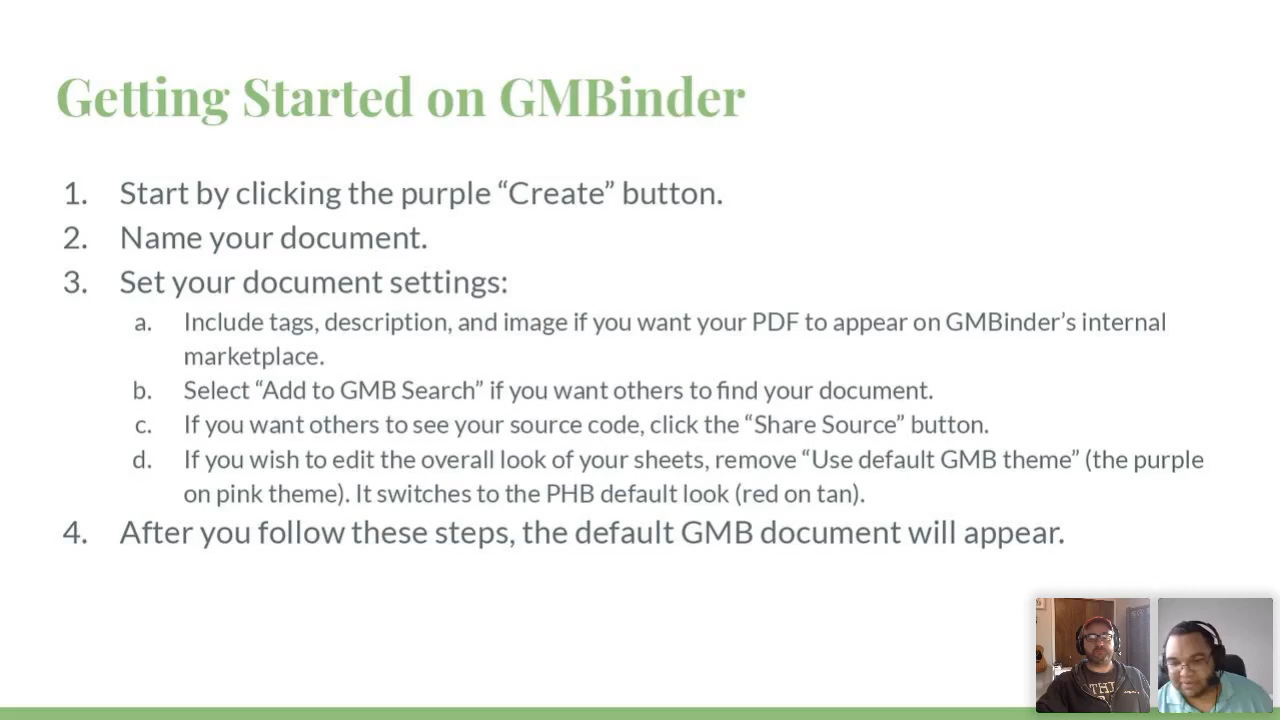 Getting Started on GMBinder
1. Start by clicking the purple “Create” button.
2. Name your document.
3. Set your document settings:
a. Include tags, description, and image if you want your PDF to appear on GMBinder’s internal
marketplace.
b. Select “Add to GMB Search” if you want others to find your document.
c. If you want others to see your source code, click the “Share Source” button.
d. If you wish to edit the overall look of your sheets, remove “Use default GMB theme” (the purple
on pink theme). It switches to the PHB default look (red on tan).
4. After you follow these steps, the default GMB document will appear.